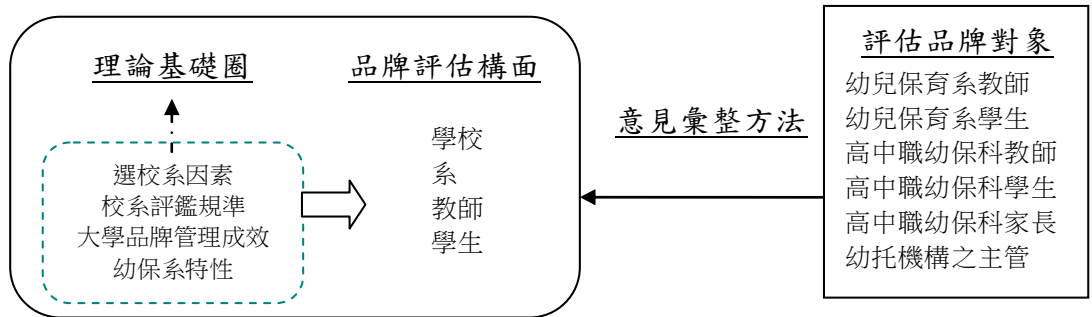 理論基礎圈
選校系因素
校系評鑑規準
大學品牌管理成效
幼保系特性
品牌評估構面
學校
系
教師
學生
意見彙整方法
評估品牌對象
幼兒保育系教師
幼兒保育系學生
高中職幼保科教師
高中職幼保科學生
高中職幼保科家長
幼托機構之主管